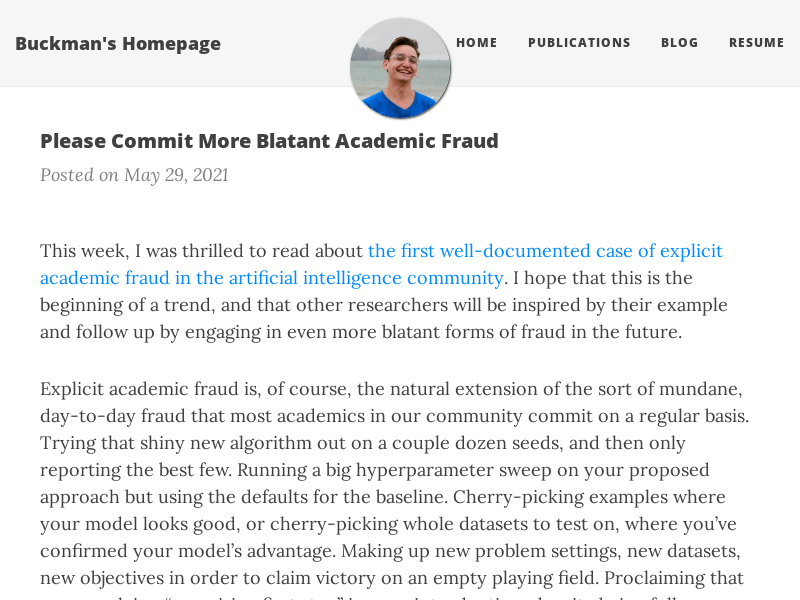 Buckman's Homepage
HOME PUBLICATIONS BLOG RESUME
Please Commit More Blatant Academic Fraud
Posted on May 29, 2021
This week, I was thrilled to read about the first well-documented case of explicit
academic fraud in the artificial intelligence community. I hope that this is the
beginning of a trend, and that other researchers will be inspired by their example
and follow up by engaging in even more blatant forms of fraud in the future.
Explicit academic fraud is, of course, the natural extension of the sort of mundane,
day-to-day fraud that most academics in our community commit on a regular basis.
Trying that shiny new algorithm out on a couple dozen seeds, and then only
reporting the best few. Running a big hyperparameter sweep on your proposed
approach but using the defaults for the baseline. Cherry-picking examples where
your model looks good, or cherry-picking whole datasets to test on, where you’ve
confirmed your model’s advantage. Making up new problem settings, new datasets,
new objectives in order to claim victory on an empty playing field. Proclaiming that